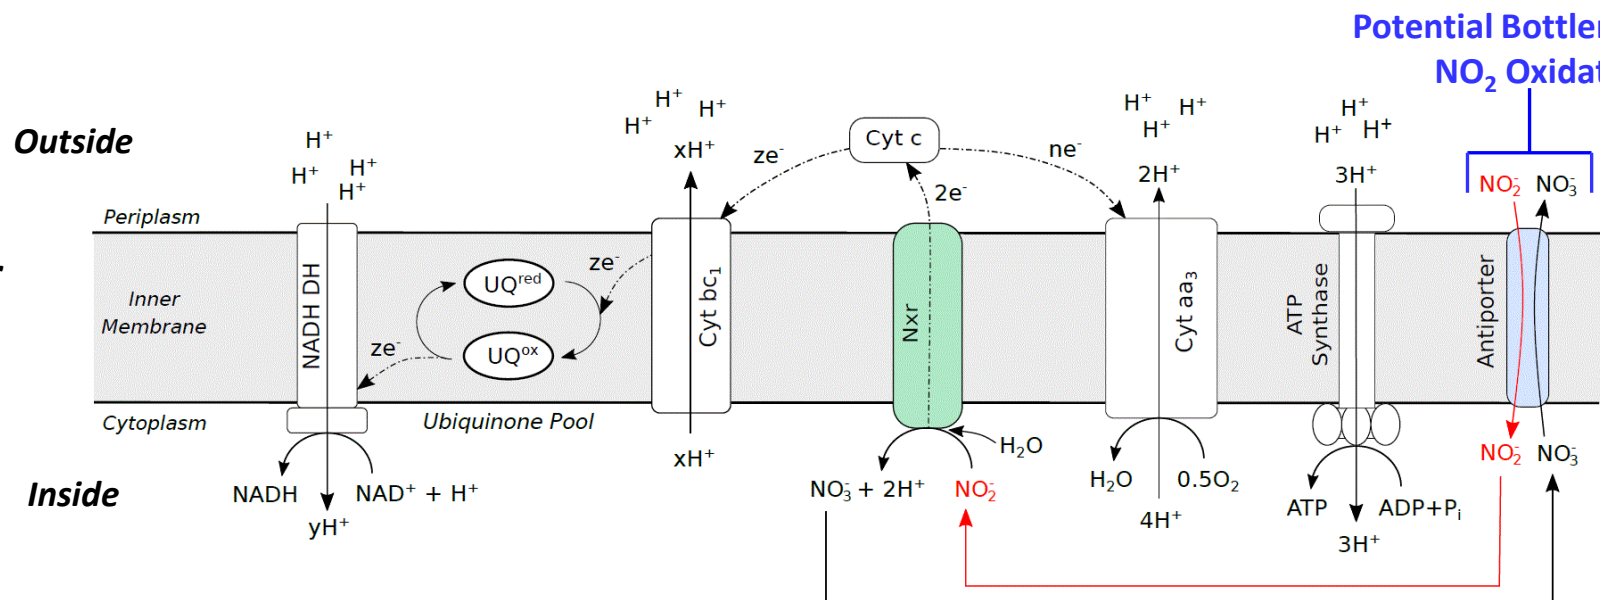 Potential Bottle
NO₂ Oxidat
Outside
H⁺
H⁺ H⁺
H⁺
H⁺
H⁺
H⁺
xH⁺
ze⁻
Cyt c
ne⁻
2e⁻
H⁺
H⁺
H⁺
2H⁺
H⁺
H⁺
H⁺
3H⁺
NO₂⁻
NO₃⁻
Periplasm
Inner
Membrane
Cytoplasm
NADH DH
UQʳᵉᵈ
UQᵒˣ
ze⁻
ze⁻
Ubiquinone Pool
Cyt bc₁
Nxr
Cyt aa₃
ATP
Synthase
Antiporter
Inside
NADH
NAD⁺ + H⁺
yH⁺
xH⁺
NO₃⁻ + 2H⁺
NO₂⁻
H₂O
H₂O
0.5O₂
4H⁺
ATP
ADP+Pᵢ
3H⁺
NO₂⁻
NO₃⁻